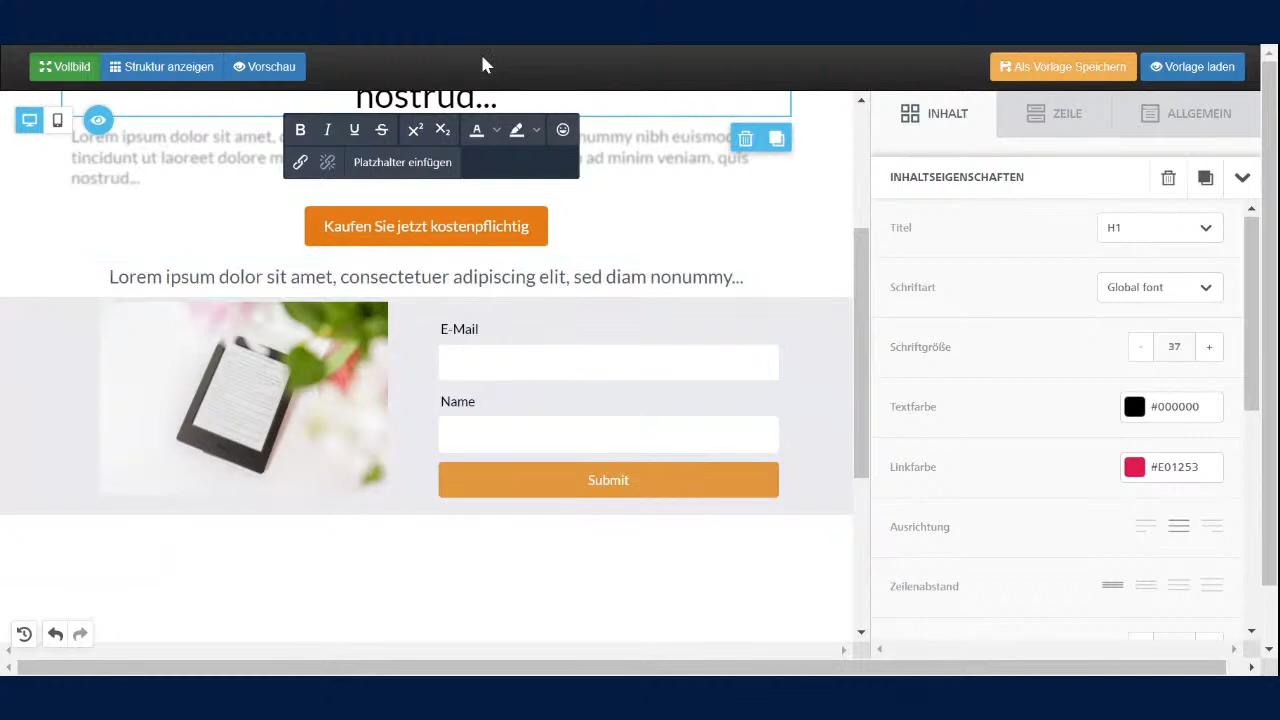 Vollbild
Struktur anzeigen
Vorschau
Als Vorlage Speichern
Vorlage laden
nostrud...
Lorem ipsum dolor sit amet, c
nummy nibh euismod
tincidunt ut laoreet dolore m
ad minim veniam, quis
nostrud...
B I U S X² X₂ A
Platzhalter einfügen
Kaufen Sie jetzt kostenpflichtig
Lorem ipsum dolor sit amet, consectetuer adipiscing elit, sed diam nonummy...
E-Mail
Name
Submit
INHALT
ZEILE
ALLGEMEIN
INHALTSEIGENSCHAFTEN
Titel
H1
Schriftart
Global font
Schriftgröße
- 37 +
Textfarbe
#000000
Linkfarbe
#E01253
Ausrichtung
Zeilenabstand